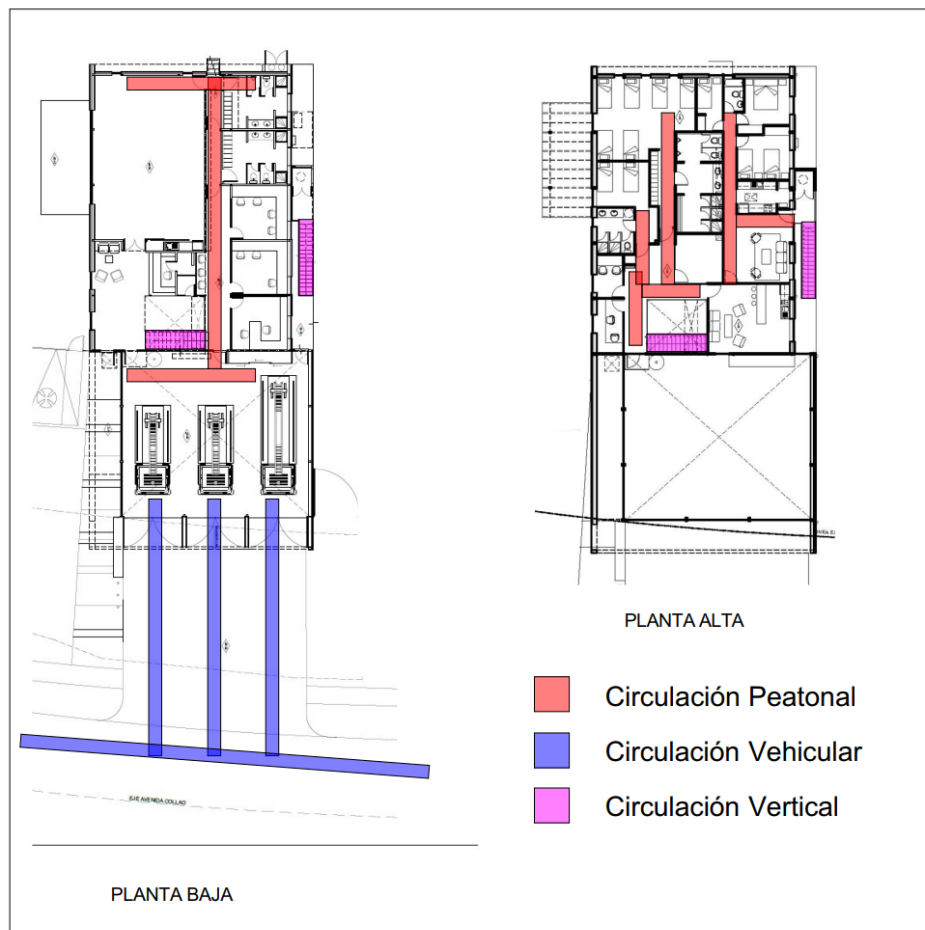 EJE AVENIDA COLLAO
PLANTA BAJA
PLANTA ALTA
Circulación Peatonal
Circulación Vehicular
Circulación Vertical